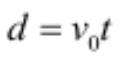 d = v₀t